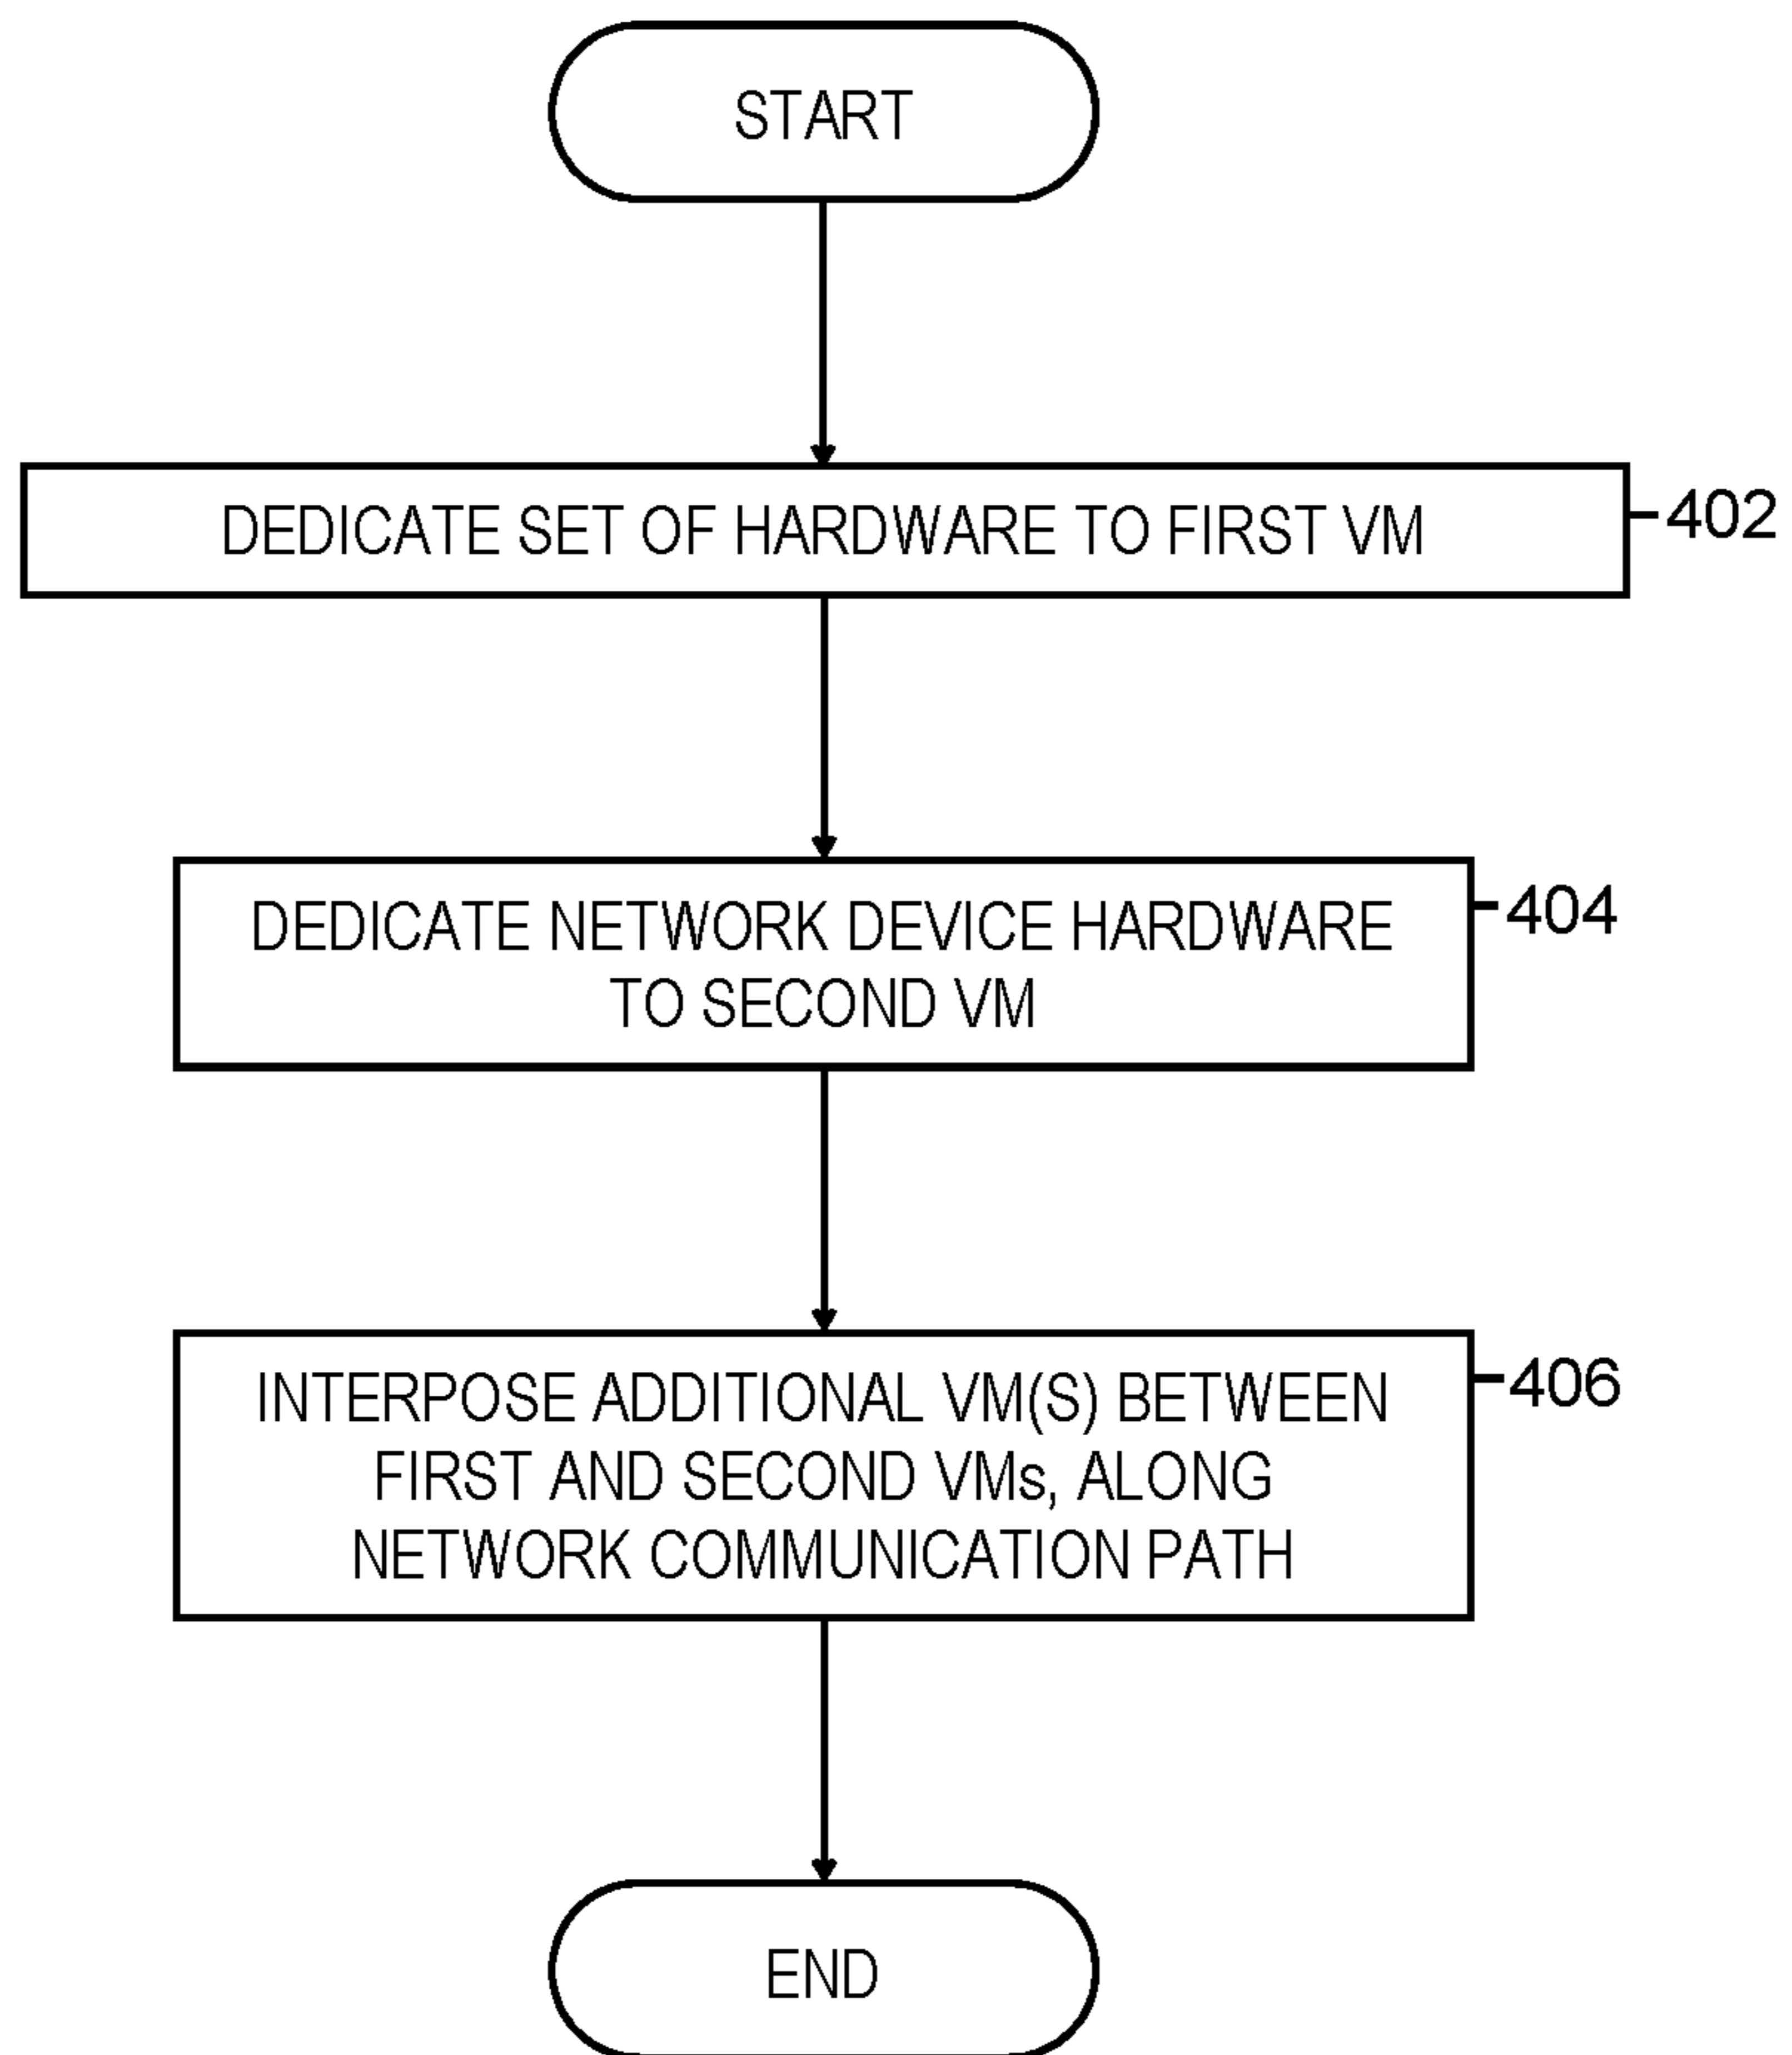 START
DEDICATE SET OF HARDWARE TO FIRST VM
402
DEDICATE NETWORK DEVICE HARDWARE
TO SECOND VM
404
INTERPOSE ADDITIONAL VM(S) BETWEEN
FIRST AND SECOND VMs, ALONG
NETWORK COMMUNICATION PATH
406
END